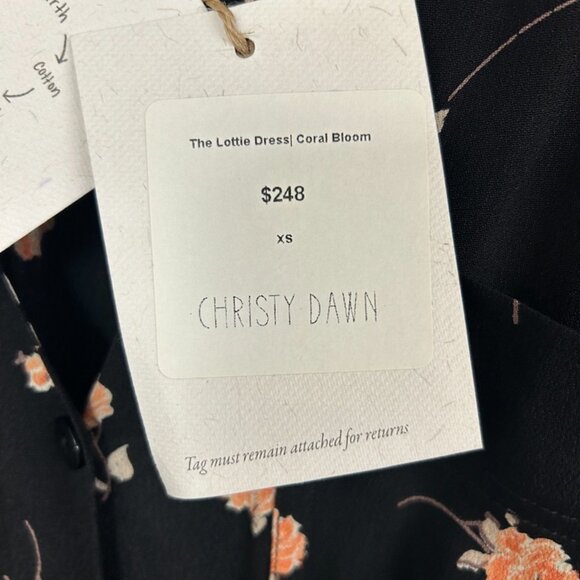 cotton
The Lottie Dress| Coral Bloom
$248
XS
CHRISTY DAWN
Tag must remain attached for returns